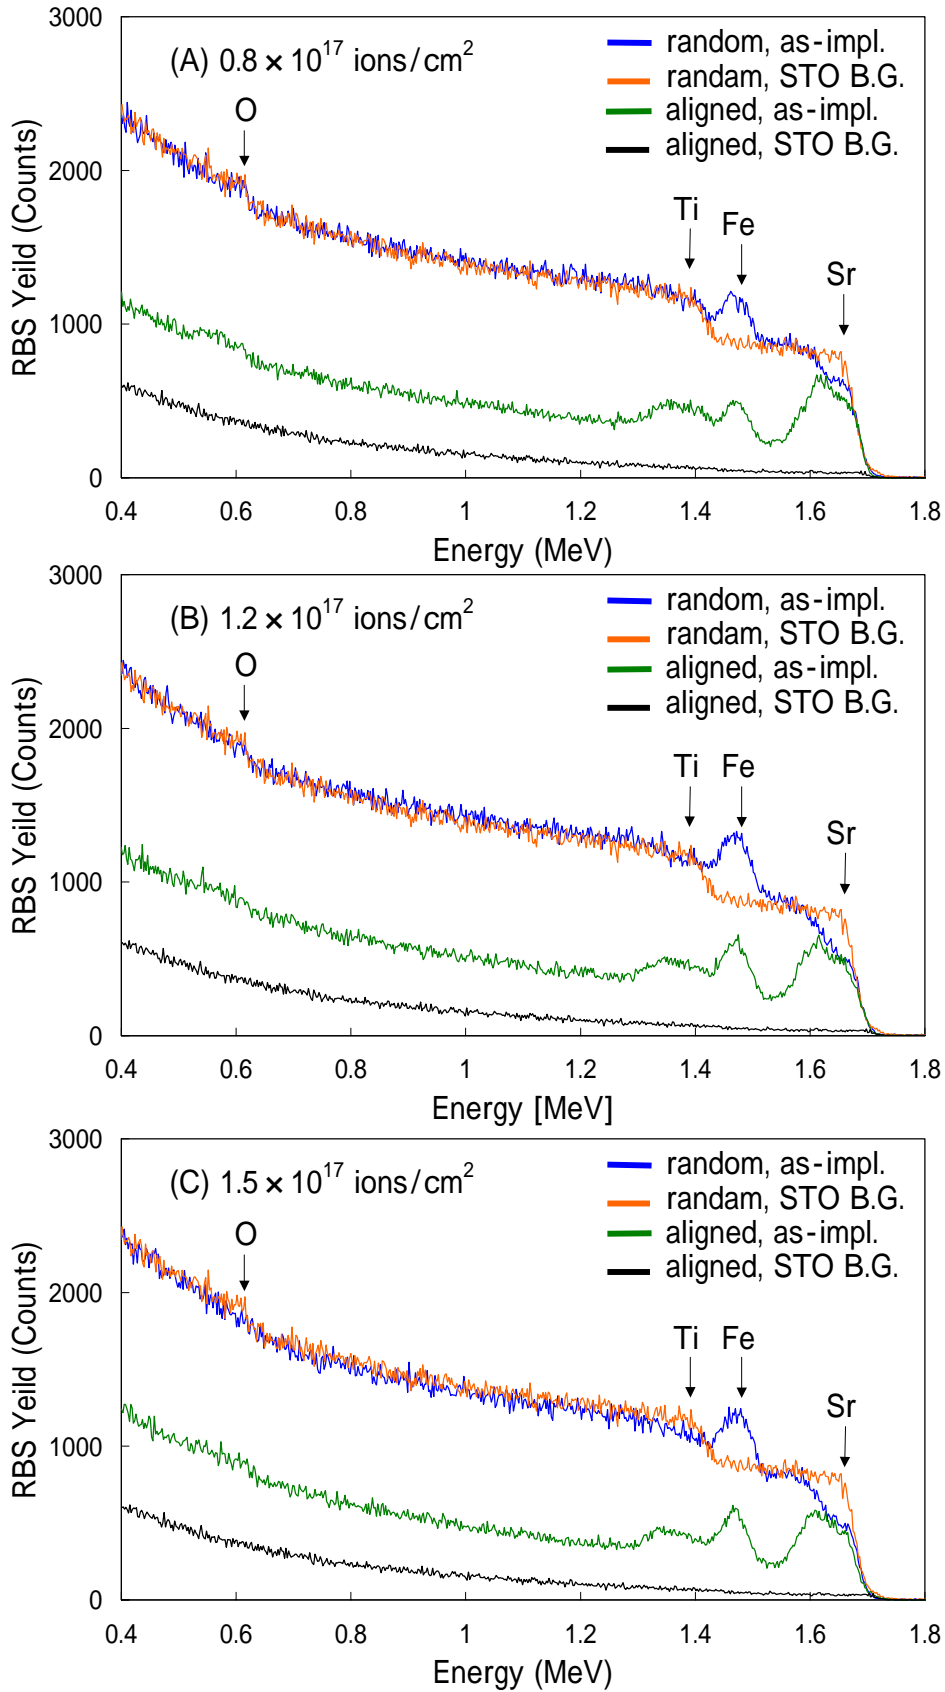 3000
(A) 0.8 × 10^17 ions/cm^2
random, as-impl.
randam, STO B.G.
aligned, as-impl.
aligned, STO B.G.
O
2000
Ti
Fe
Sr
1000
0
RBS Yeild (Counts)
0.4 0.6 0.8 1 1.2 1.4 1.6 1.8
Energy (MeV)
3000
(B) 1.2 × 10^17 ions/cm^2
random, as-impl.
randam, STO B.G.
aligned, as-impl.
aligned, STO B.G.
O
2000
Ti
Fe
Sr
1000
0
RBS Yeild (Counts)
0.4 0.6 0.8 1 1.2 1.4 1.6 1.8
Energy [MeV]
3000
(C) 1.5 × 10^17 ions/cm^2
random, as-impl.
randam, STO B.G.
aligned, as-impl.
aligned, STO B.G.
O
2000
Ti
Fe
Sr
1000
0
RBS Yeild (Counts)
0.4 0.6 0.8 1 1.2 1.4 1.6 1.8
Energy (MeV)